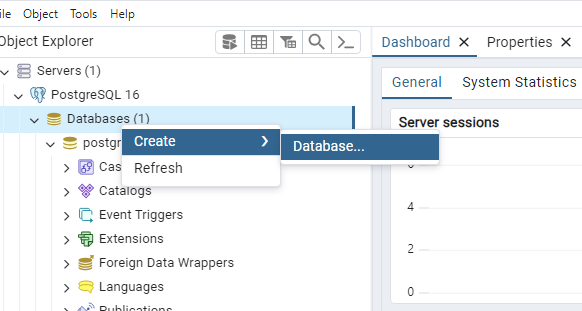 ile Object Tools Help
Object Explorer
Dashboard
Properties
Servers (1)
PostgreSQL 16
Databases (1)
postgr
Cas
Catalogs
Event Triggers
Extensions
Foreign Data Wrappers
Languages
Publications
Create
Database...
Refresh
General
System Statistics
Server sessions
6
4
2
0